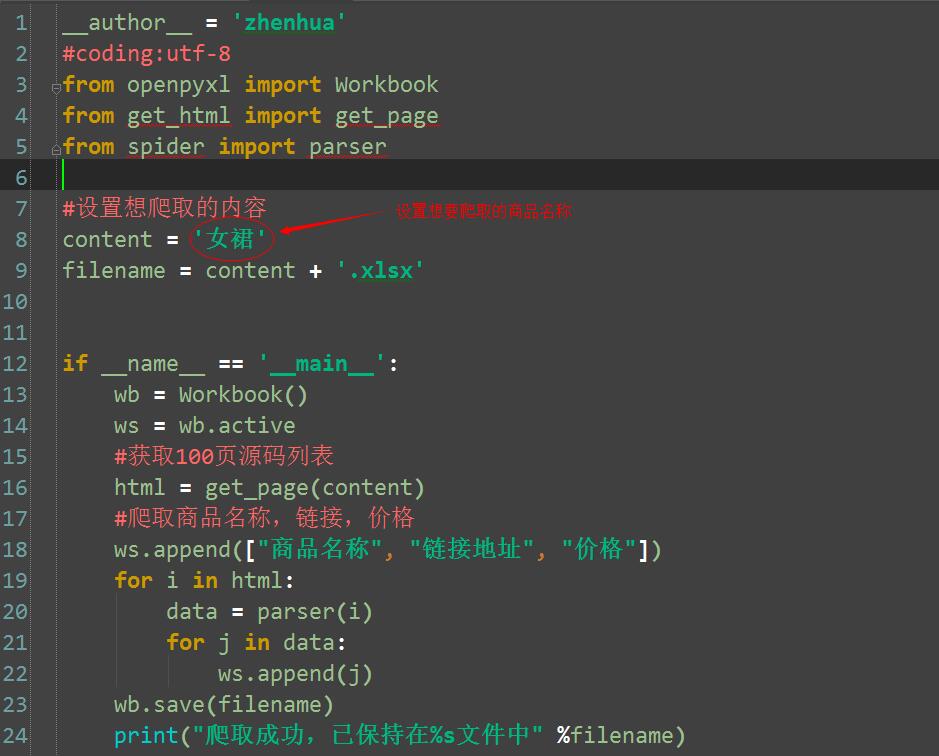 1 __author__ = 'zhenhua'
2 #coding:utf-8
3 from openpyxl import Workbook
4 from get_html import get_page
5 from spider import parser
6
7 #设置想爬取的内容 设置想要爬取的商品名称
8 content = '女裙'
9 filename = content + '.xlsx'
10
11
12 if __name__ == '__main__':
13     wb = Workbook()
14     ws = wb.active
15     #获取100页源码列表
16     html = get_page(content)
17     #爬取商品名称，链接，价格
18     ws.append(["商品名称", "链接地址", "价格"])
19     for i in html:
20         data = parser(i)
21         for j in data:
22             ws.append(j)
23     wb.save(filename)
24     print("爬取成功，已保持在%s文件中" %filename)